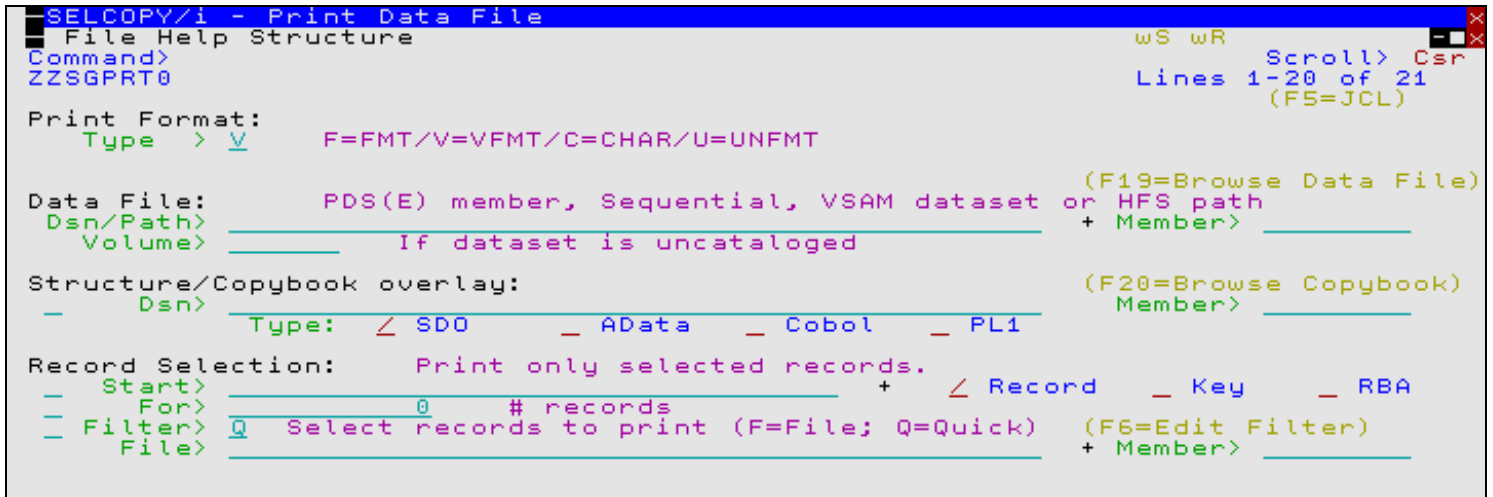 SELCOPY/i - Print Data File
File Help Structure wS wR
Command> Scroll> Csr
ZZSGPRT0 Lines 1-20 of 21
(F5=JCL)
Print Format:
Type > V F=FMT/V=VFMT/C=CHAR/U=UNFMT
(F19=Browse Data File)
Data File: PDS(E) member, Sequential, VSAM dataset or HFS path
Dsn/Path> + Member>
Volume> If dataset is uncataloged
Structure/Copybook overlay: (F20=Browse Copybook)
Dsn> Member>
Type: / SDO _ AData _ Cobol _ PL1
Record Selection: Print only selected records.
_ Start> + / Record _ Key _ RBA
_ For> 0 # records
_ Filter> Q Select records to print (F=File; Q=Quick) (F6=Edit Filter)
File> + Member>